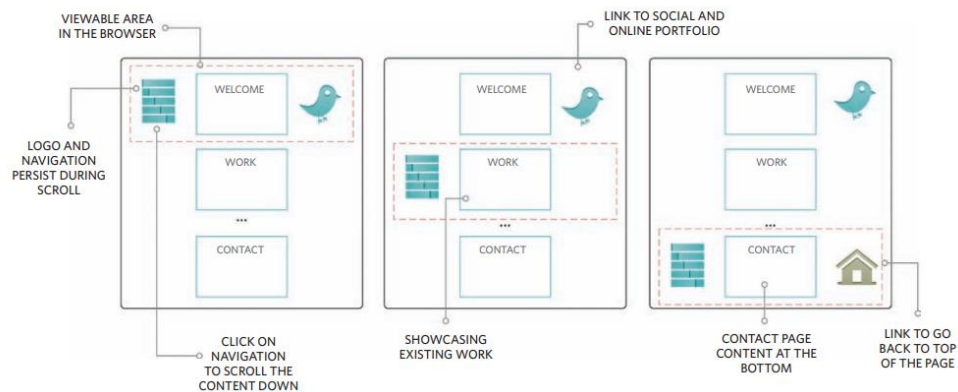 VIEWABLE AREA
IN THE BROWSER
LINK TO SOCIAL AND
ONLINE PORTFOLIO
WELCOME
WELCOME
WELCOME
LOGO AND
NAVIGATION
PERSIST DURING
SCROLL
WORK
WORK
WORK
...
...
...
CONTACT
CONTACT
CONTACT
CLICK ON
NAVIGATION
TO SCROLL THE
CONTENT DOWN
SHOWCASING
EXISTING WORK
CONTACT PAGE
CONTENT AT THE
BOTTOM
LINK TO GO
BACK TO TOP
OF THE PAGE